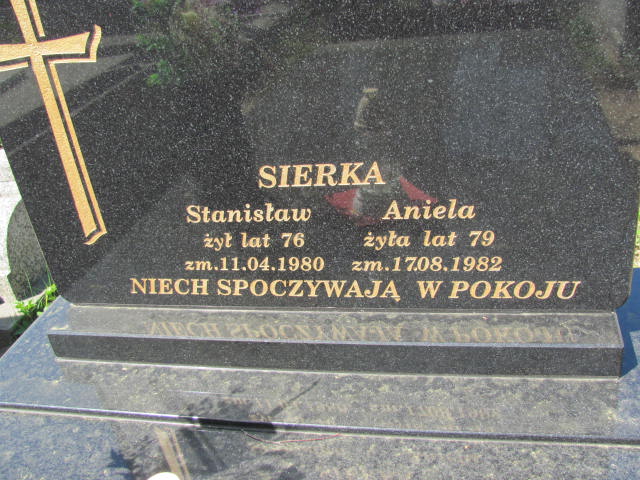 SIERKA
Stanisław Aniela
żył lat 76 żyła lat 79
zm.11.04.1980 zm.17.08.1982
NIECH SPOCZYWAJĄ W POKOJU